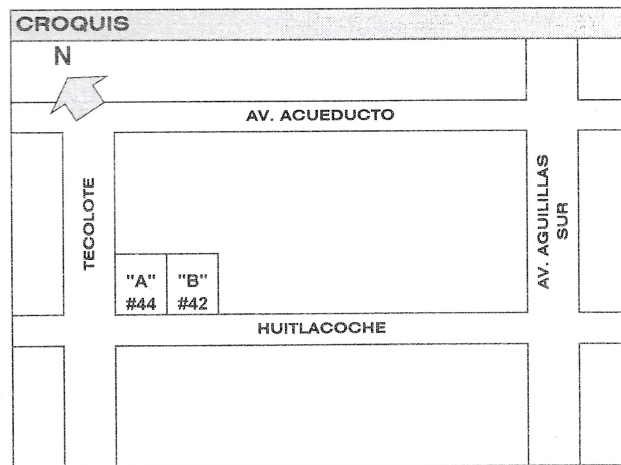 CROQUIS
N
AV. ACUEDUCTO
TECOLOTE
AV. AGUILILLAS
SUR
"A" "B"
#44 #42
HUITLACOCHE